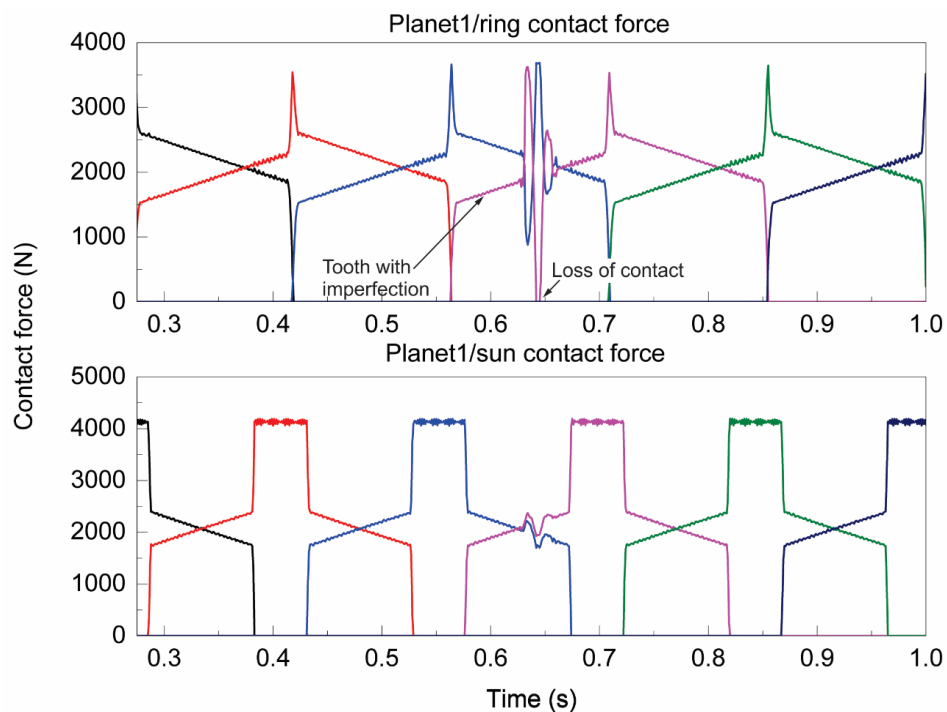 Planet1/ring contact force
4000
3000
2000
1000
0
Tooth with
imperfection
Loss of contact
0.3 0.4 0.5 0.6 0.7 0.8 0.9 1.0
Contact force (N)
Planet1/sun contact force
5000
4000
3000
2000
1000
0
0.3 0.4 0.5 0.6 0.7 0.8 0.9 1.0
Time (s)